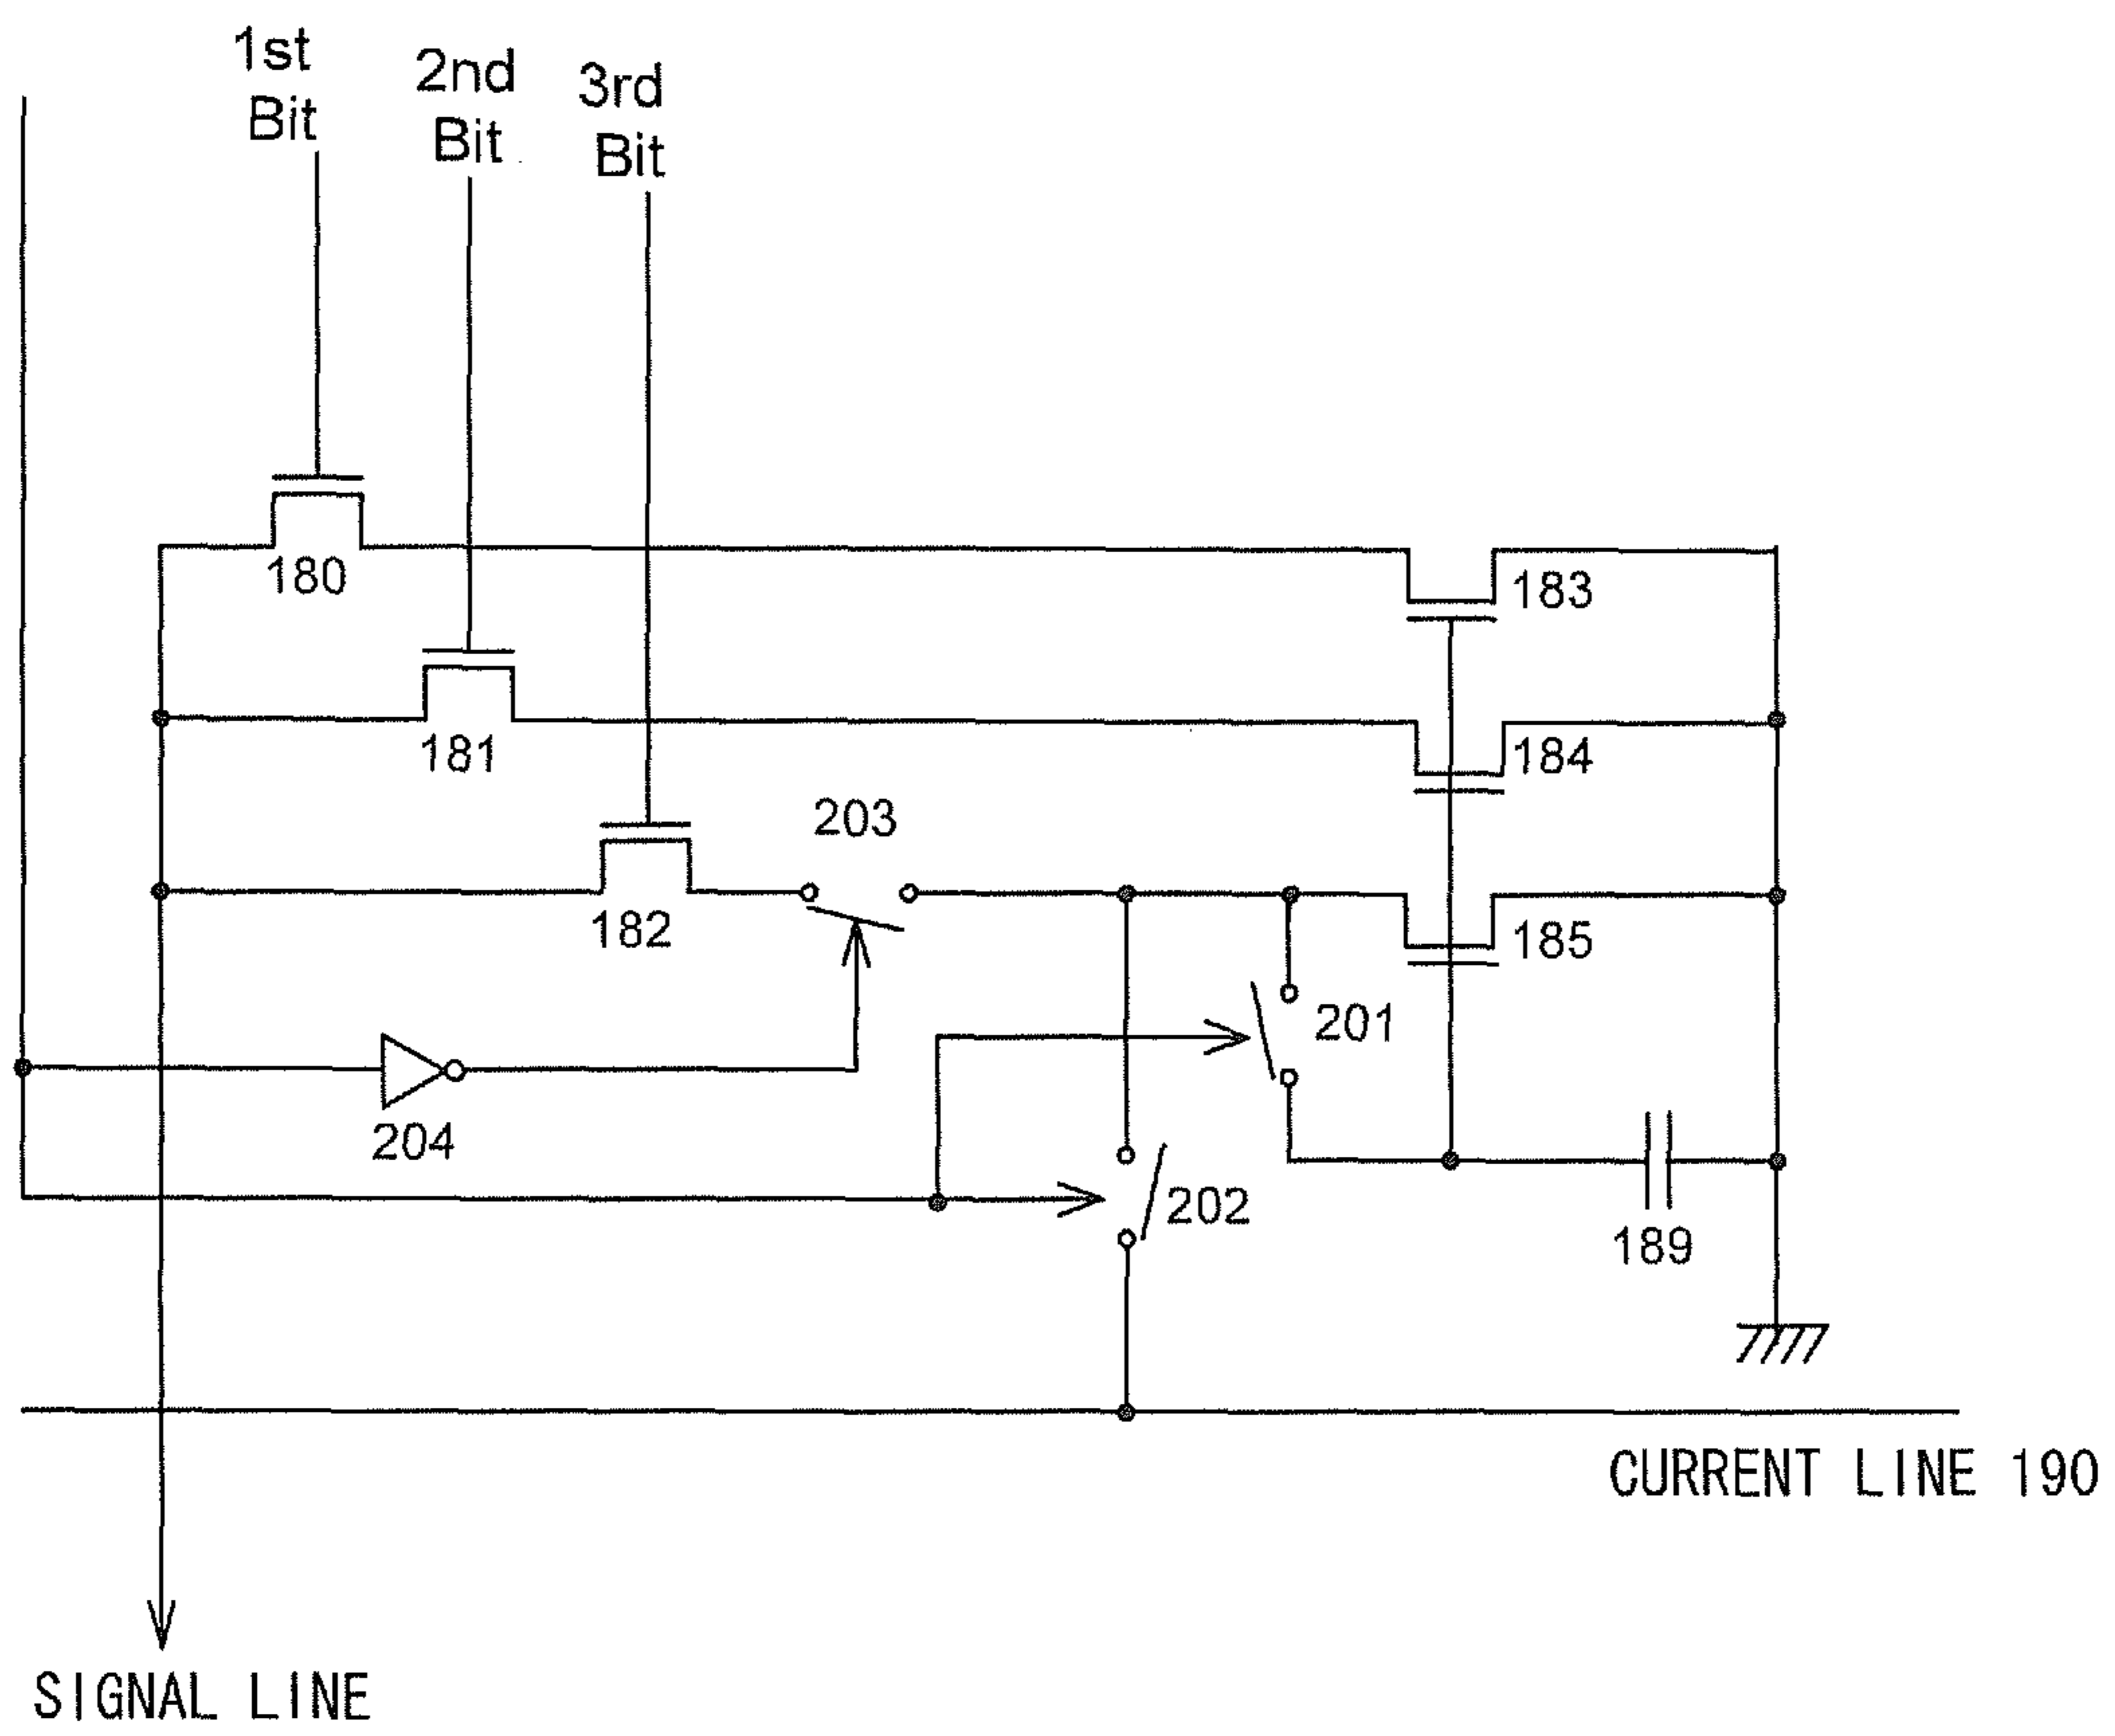 1st
Bit
2nd
Bit
3rd
Bit
180
183
181
184
203
182
185
201
204
202
189
CURRENT LINE 190
SIGNAL LINE